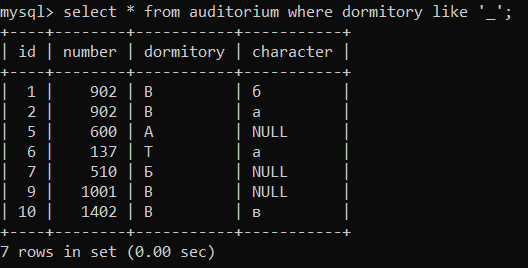 mysql> select * from auditorium where dormitory like '_';
+----+--------+-----------+-----------+
| id | number | dormitory | character |
+----+--------+-----------+-----------+
|  1 |    902 | В         | б         |
|  2 |    902 | В         | а         |
|  5 |    600 | А         | NULL      |
|  6 |    137 | Т         | а         |
|  7 |    510 | Б         | NULL      |
|  9 |   1001 | В         | NULL      |
| 10 |   1402 | В         | в         |
+----+--------+-----------+-----------+
7 rows in set (0.00 sec)